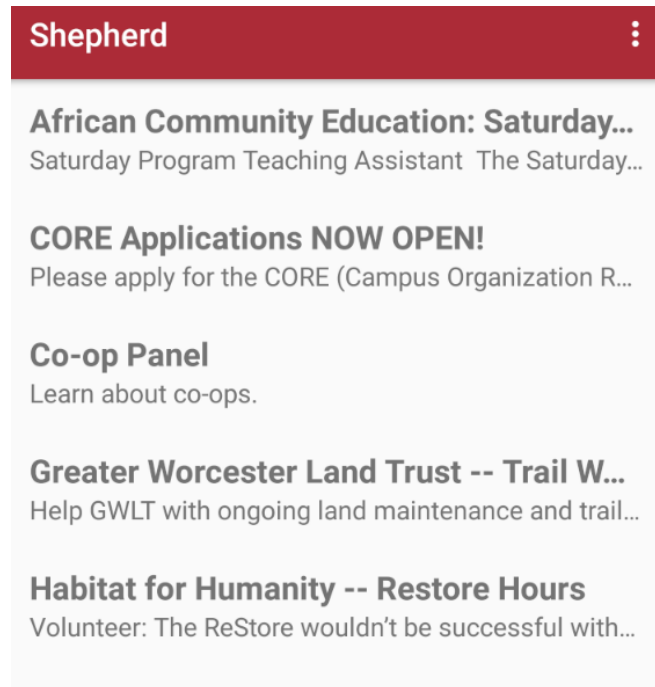 Shepherd
African Community Education: Saturday...
Saturday Program Teaching Assistant The Saturday...
CORE Applications NOW OPEN!
Please apply for the CORE (Campus Organization R...
Co-op Panel
Learn about co-ops.
Greater Worcester Land Trust -- Trail W...
Help GWLT with ongoing land maintenance and trail...
Habitat for Humanity -- Restore Hours
Volunteer: The ReStore wouldn’t be successful with...